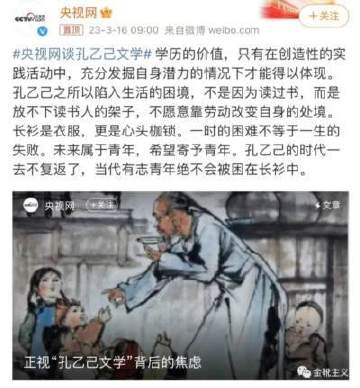 央视网
+关注
置顶 23-3-16 09:00 来自微博 weibo.com
#央视网谈孔乙己文学# 学历的价值，只有在创造性的实
践活动中，充分发掘自身潜力的情况下才能得以体现。
孔乙己之所以陷入生活的困境，不是因为读过书，而是
放不下读书人的架子，不愿意靠劳动改变自身的处境。
长衫是衣服，更是心头枷锁。一时的困难不等于一生的
失败。未来属于青年，希望寄予青年。孔乙己的时代一
去不复返了，当代有志青年绝不会被困在长衫中。
央视网 +关注
文章
正视“孔乙己文学”背后的焦虑